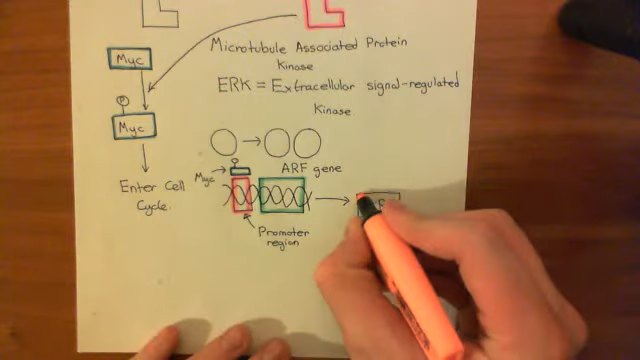 Myc
Microtubule Associated Protein
Kinase
ERK = Extracellular signal-regulated
Kinase.
P
Myc
ARF gene
Myc
Enter Cell
Cycle.
Promoter
region